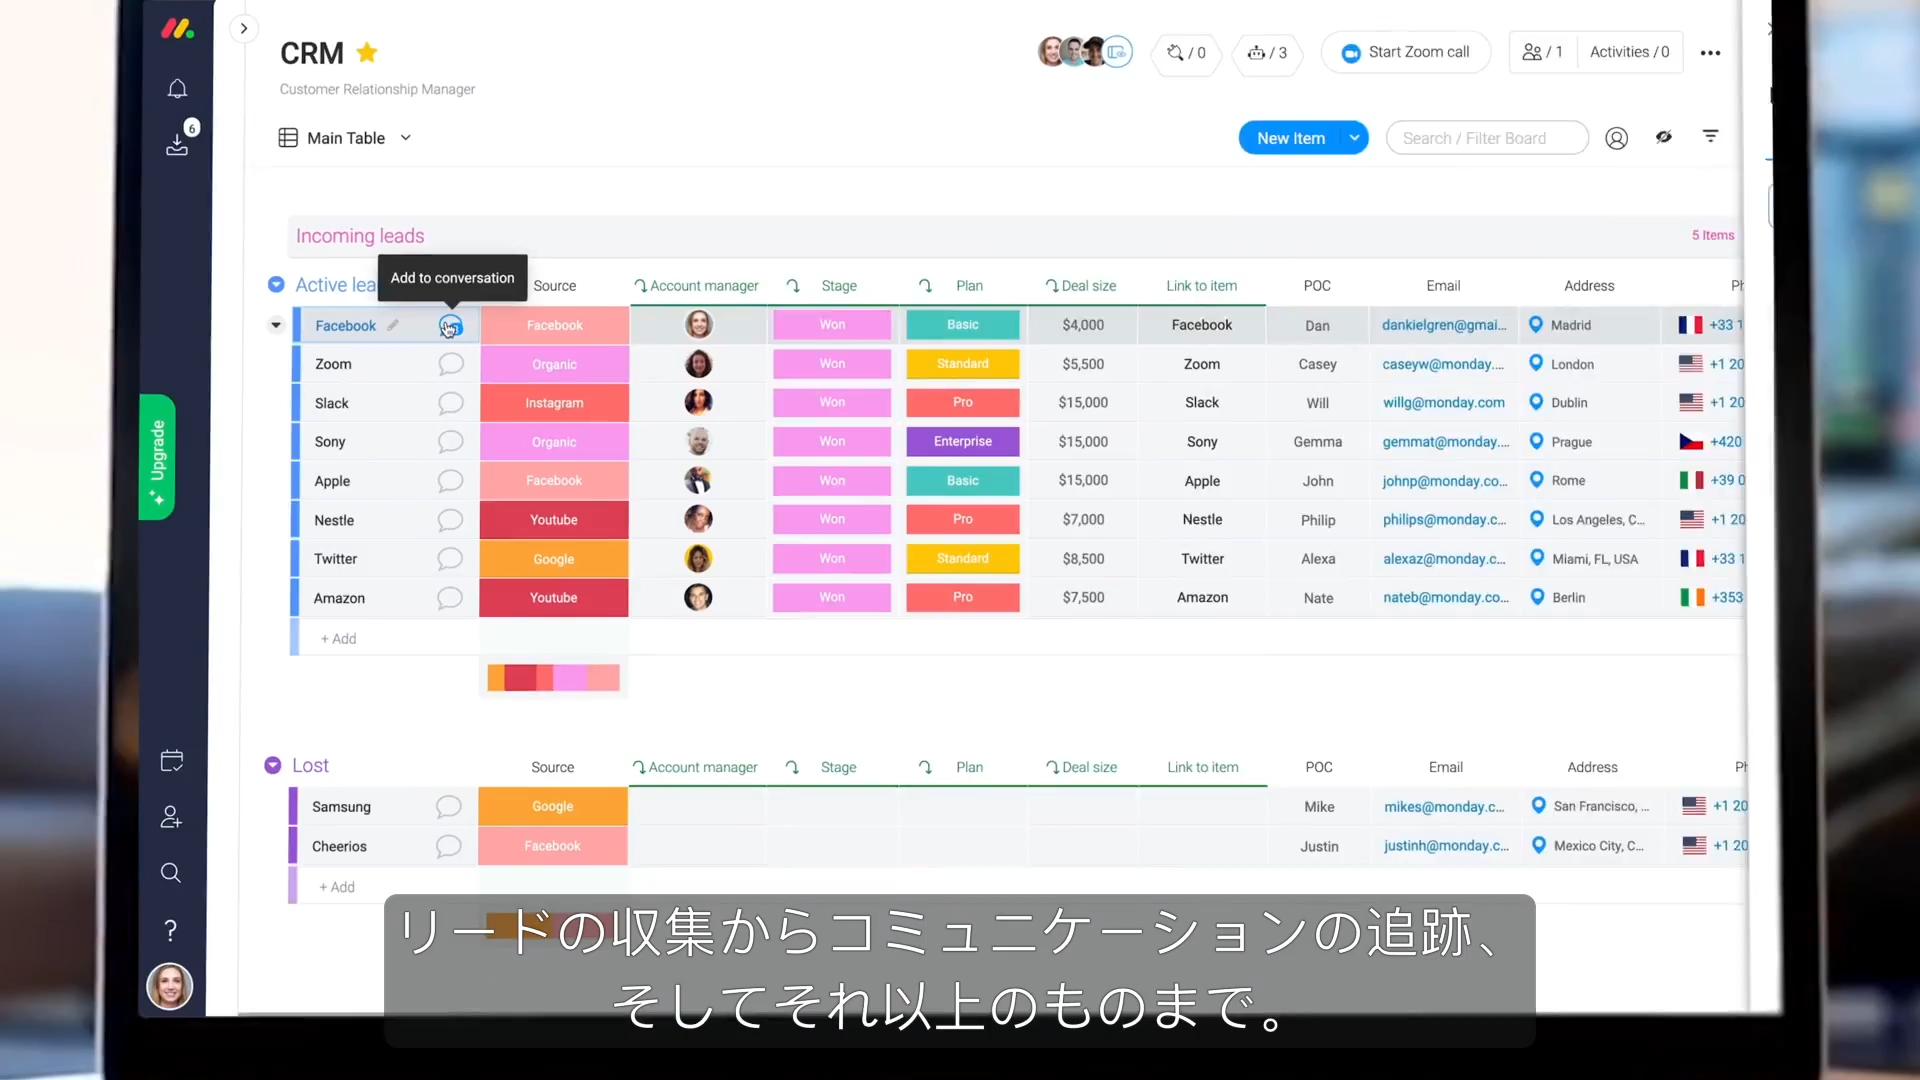 CRM
Customer Relationship Manager
/ 0
/ 3
Start Zoom call
/ 1
Activities / 0
6
Main Table
New Item
Search / Filter Board
Incoming leads
5 Items
Add to conversation
Active lea
Source Account manager Stage Plan Deal size Link to item POC Email Address Ph
Facebook Facebook Won Basic $4,000 Facebook Dan dankielgren@gmai... Madrid +33 1
Zoom Organic Won Standard $5,500 Zoom Casey caseyw@monday.... London +1 20
Slack Instagram Won Pro $15,000 Slack Will willg@monday.com Dublin +1 20
Sony Organic Won Enterprise $15,000 Sony Gemma gemmat@monday.... Prague +420
Apple Facebook Won Basic $15,000 Apple John johnp@monday.co... Rome +39 0
Nestle Youtube Won Pro $7,000 Nestle Philip philips@monday.c... Los Angeles, C... +1 20
Twitter Google Won Standard $8,500 Twitter Alexa alexaz@monday.c... Miami, FL, USA +33 1
Amazon Youtube Won Pro $7,500 Amazon Nate nateb@monday.co... Berlin +353
+ Add
Upgrade
Lost
Source Account manager Stage Plan Deal size Link to item POC Email Address Ph
Samsung Google Mike mikes@monday.c... San Francisco, ... +1 20
Cheerios Facebook Justin justinh@monday.c... Mexico City, C... +1 20
+ Add
?
リードの収集からコミュニケーションの追跡、
そしてそれ以上のものまで。